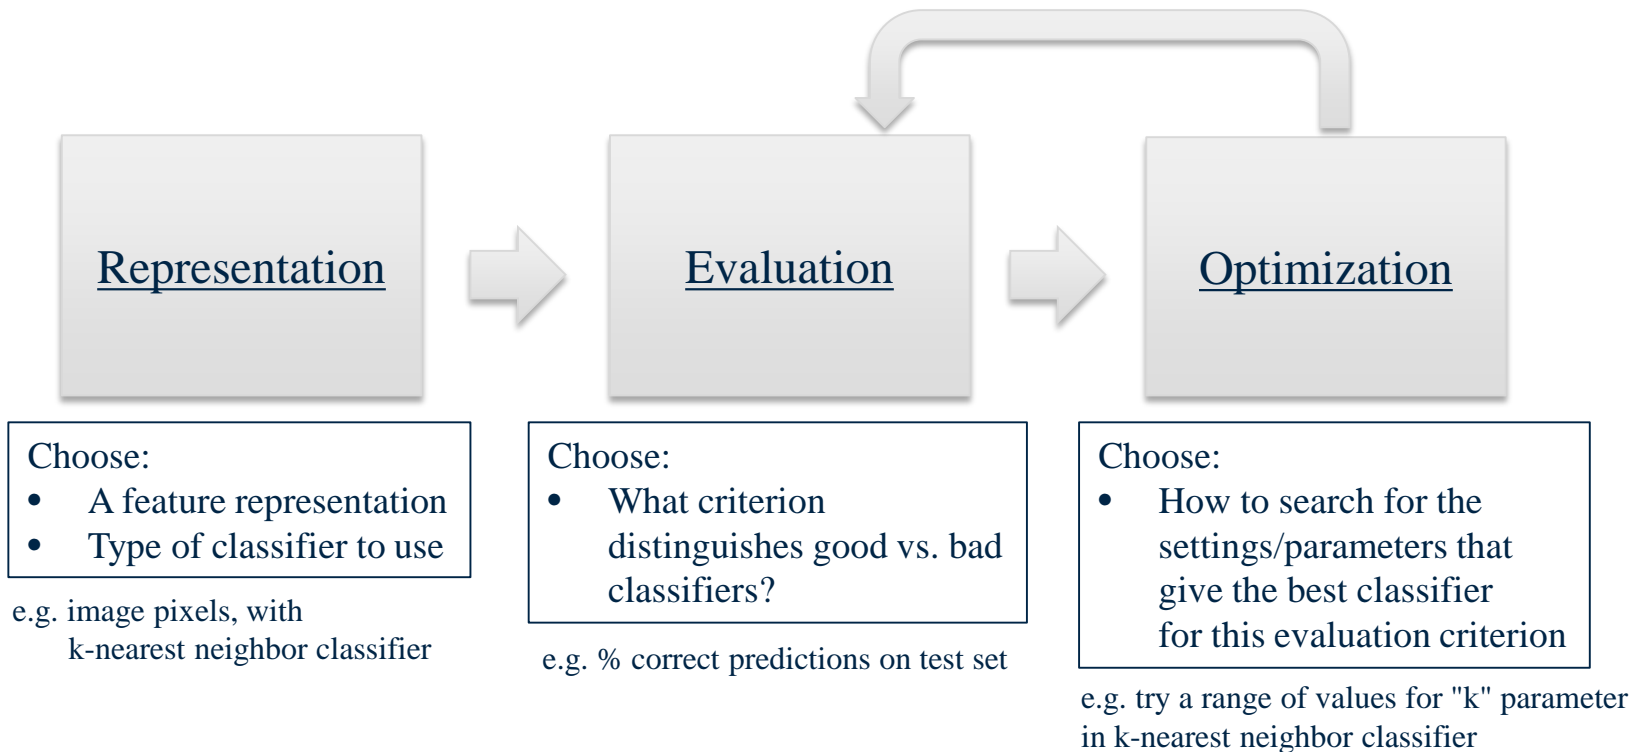 Representation
Evaluation
Optimization
Choose:
• A feature representation
• Type of classifier to use
e.g. image pixels, with
k-nearest neighbor classifier
Choose:
• What criterion
distinguishes good vs. bad
classifiers?
e.g. % correct predictions on test set
Choose:
• How to search for the
settings/parameters that
give the best classifier
for this evaluation criterion
e.g. try a range of values for "k" parameter
in k-nearest neighbor classifier